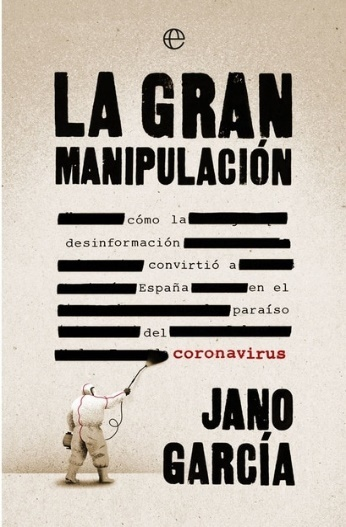 LA GRAN
MANIPULACIÓN
cómo la
desinformación
convirtió a
España en el
paraíso
del
coronavirus
JANO
GARCÍA